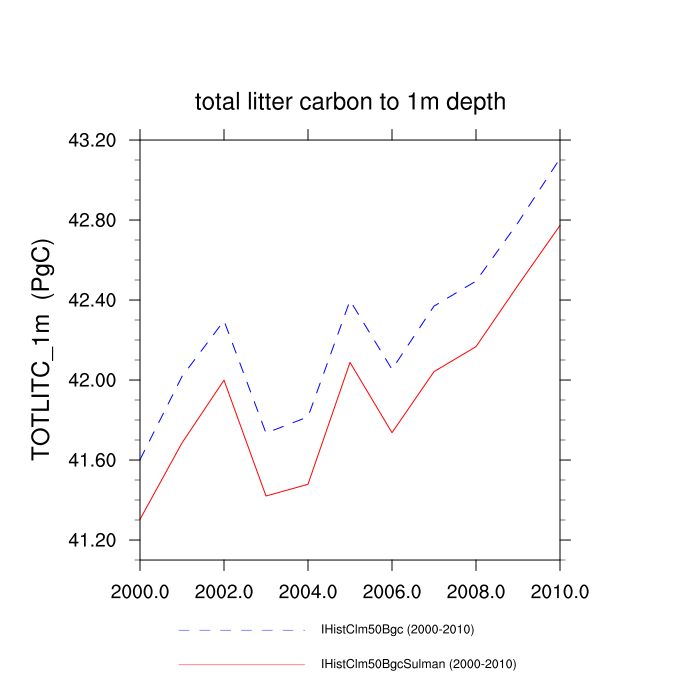 total litter carbon to 1m depth
TOTLITC_1m (PgC)
43.20
42.80
42.40
42.00
41.60
41.20
2000.0 2002.0 2004.0 2006.0 2008.0 2010.0
IHistClm50Bgc (2000-2010)
IHistClm50BgcSulman (2000-2010)